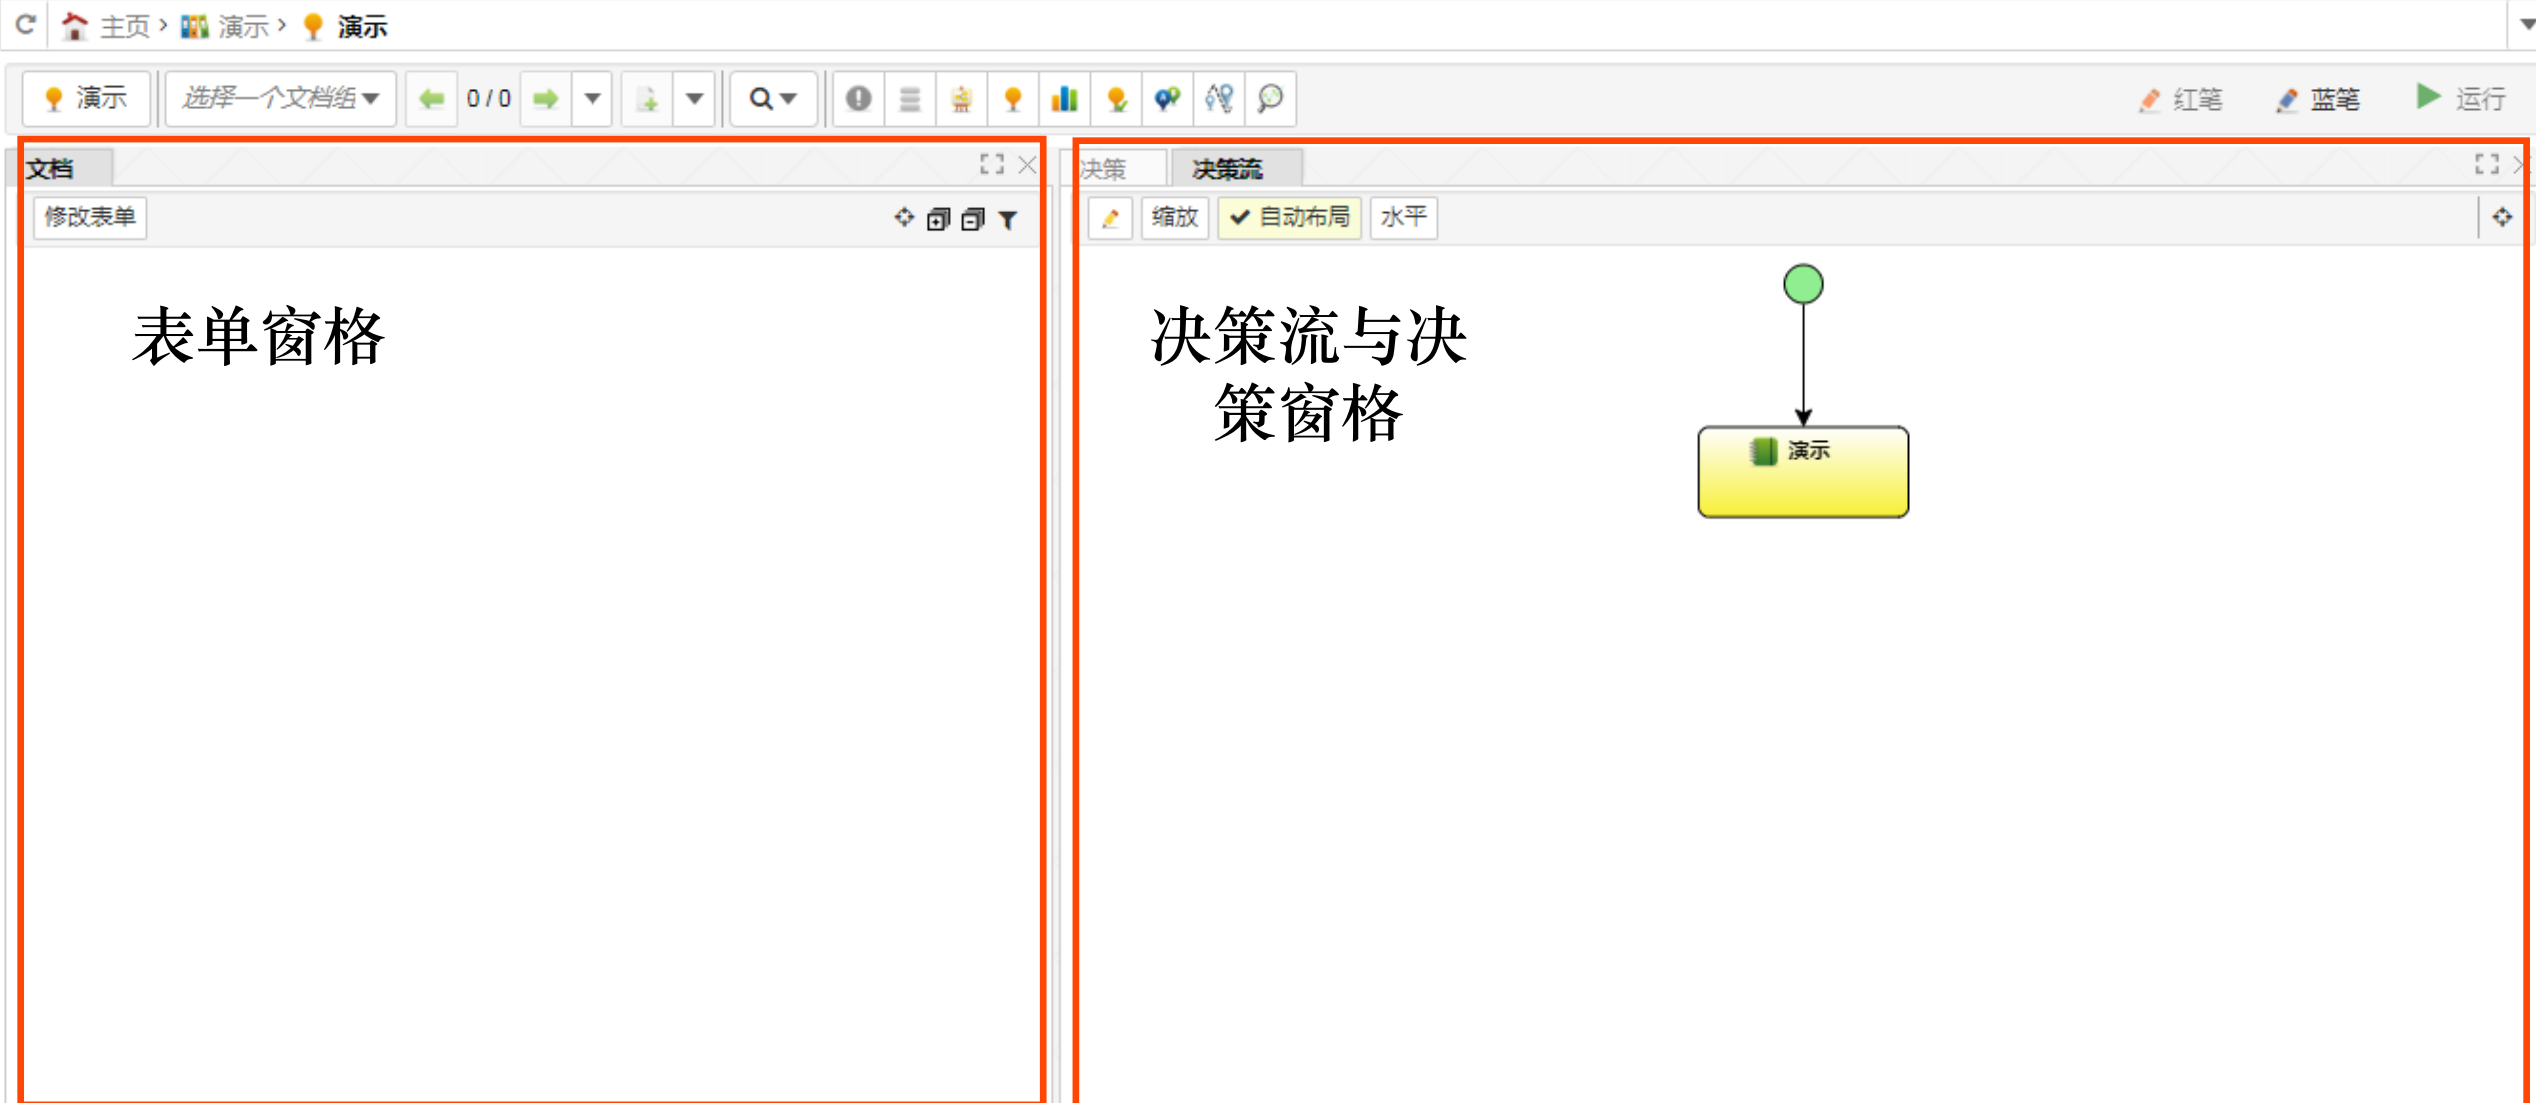 主页 › 演示 › 演示
演示 选择一个文档组 0 / 0 红笔 蓝笔 运行
文档
修改表单
表单窗格
决策 决策流
缩放 自动布局 水平
决策流与决
策窗格
演示